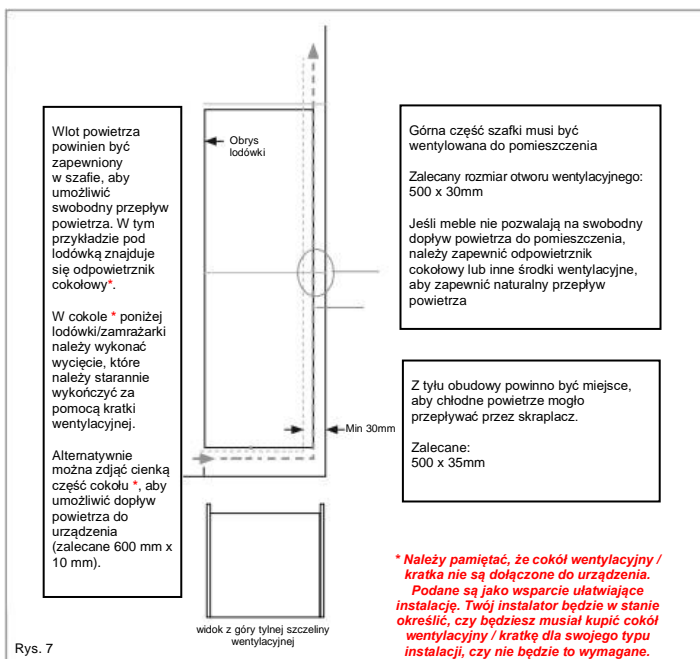 Wlot powietrza
powinien być
zapewniony
w szafie, aby
umożliwić
swobodny przepływ
powietrza. W tym
przykładzie pod
lodówką znajduje
się odpowietrznik
cokołowy*.
W cokole * poniżej
lodówki/zamrażarki
należy wykonać
wycięcie, które
należy starannie
wykończyć za
pomocą kratki
wentylacyjnej.
Alternatywnie
można zdjąć cienką
część cokołu *, aby
umożliwić dopływ
powietrza do
urządzenia
(zalecane 600 mm x
10 mm).
Obrys
lodówki
Min 30mm
widok z góry tylnej szczeliny
wentylacyjnej
Górna część szafki musi być
wentylowana do pomieszczenia
Zalecany rozmiar otworu wentylacyjnego:
500 x 30mm
Jeśli meble nie pozwalają na swobodny
dopływ powietrza do pomieszczenia,
należy zapewnić odpowietrznik
cokołowy lub inne środki wentylacyjne,
aby zapewnić naturalny przepływ
powietrza
Z tyłu obudowy powinno być miejsce,
aby chłodne powietrze mogło
przepływać przez skraplacz.
Zalecane:
500 x 35mm
* Należy pamiętać, że cokół wentylacyjny /
kratka nie są dołączone do urządzenia.
Podane są jako wsparcie ułatwiające
instalację. Twój instalator będzie w stanie
określić, czy będziesz musiał kupić cokół
wentylacyjny / kratkę dla swojego typu
instalacji, czy nie będzie to wymagane.
Rys. 7